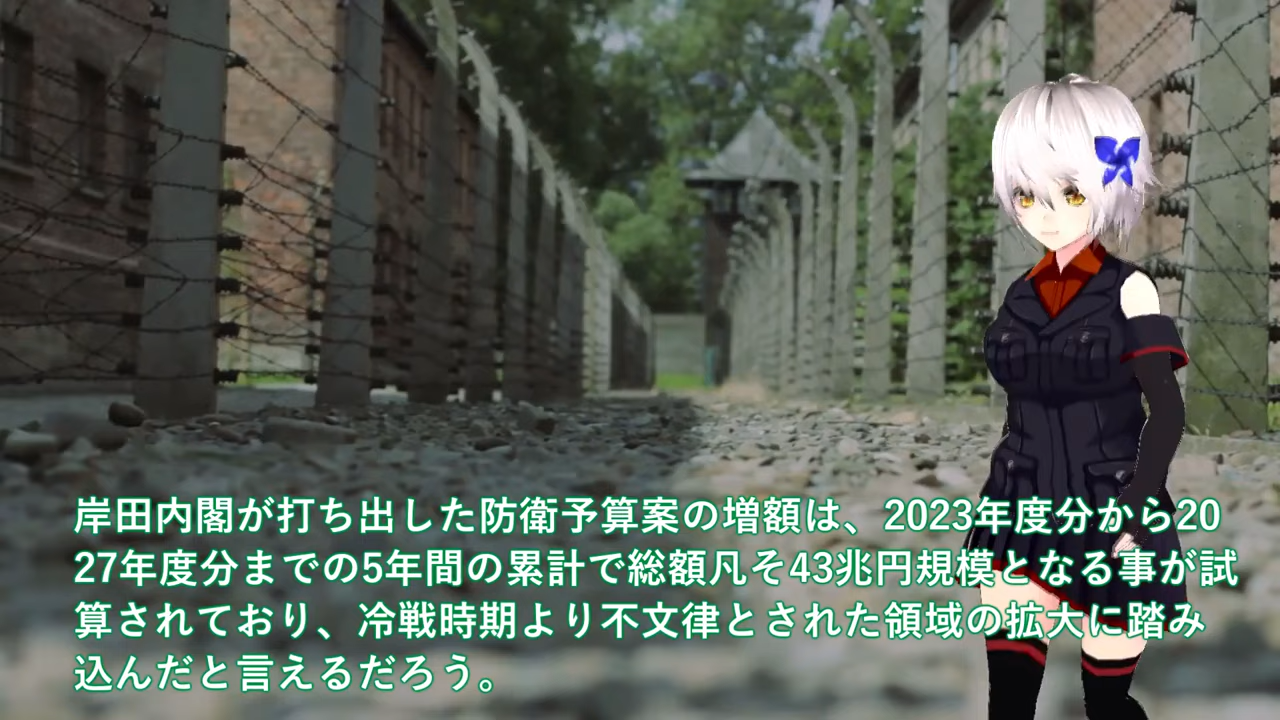 岸田内閣が打ち出した防衛予算案の増額は、2023年度分から20
27年度分までの5年間の累計で総額凡そ43兆円規模となる事が試
算されており、冷戦時期より不文律とされた領域の拡大に踏み
込んだと言えるだろう。